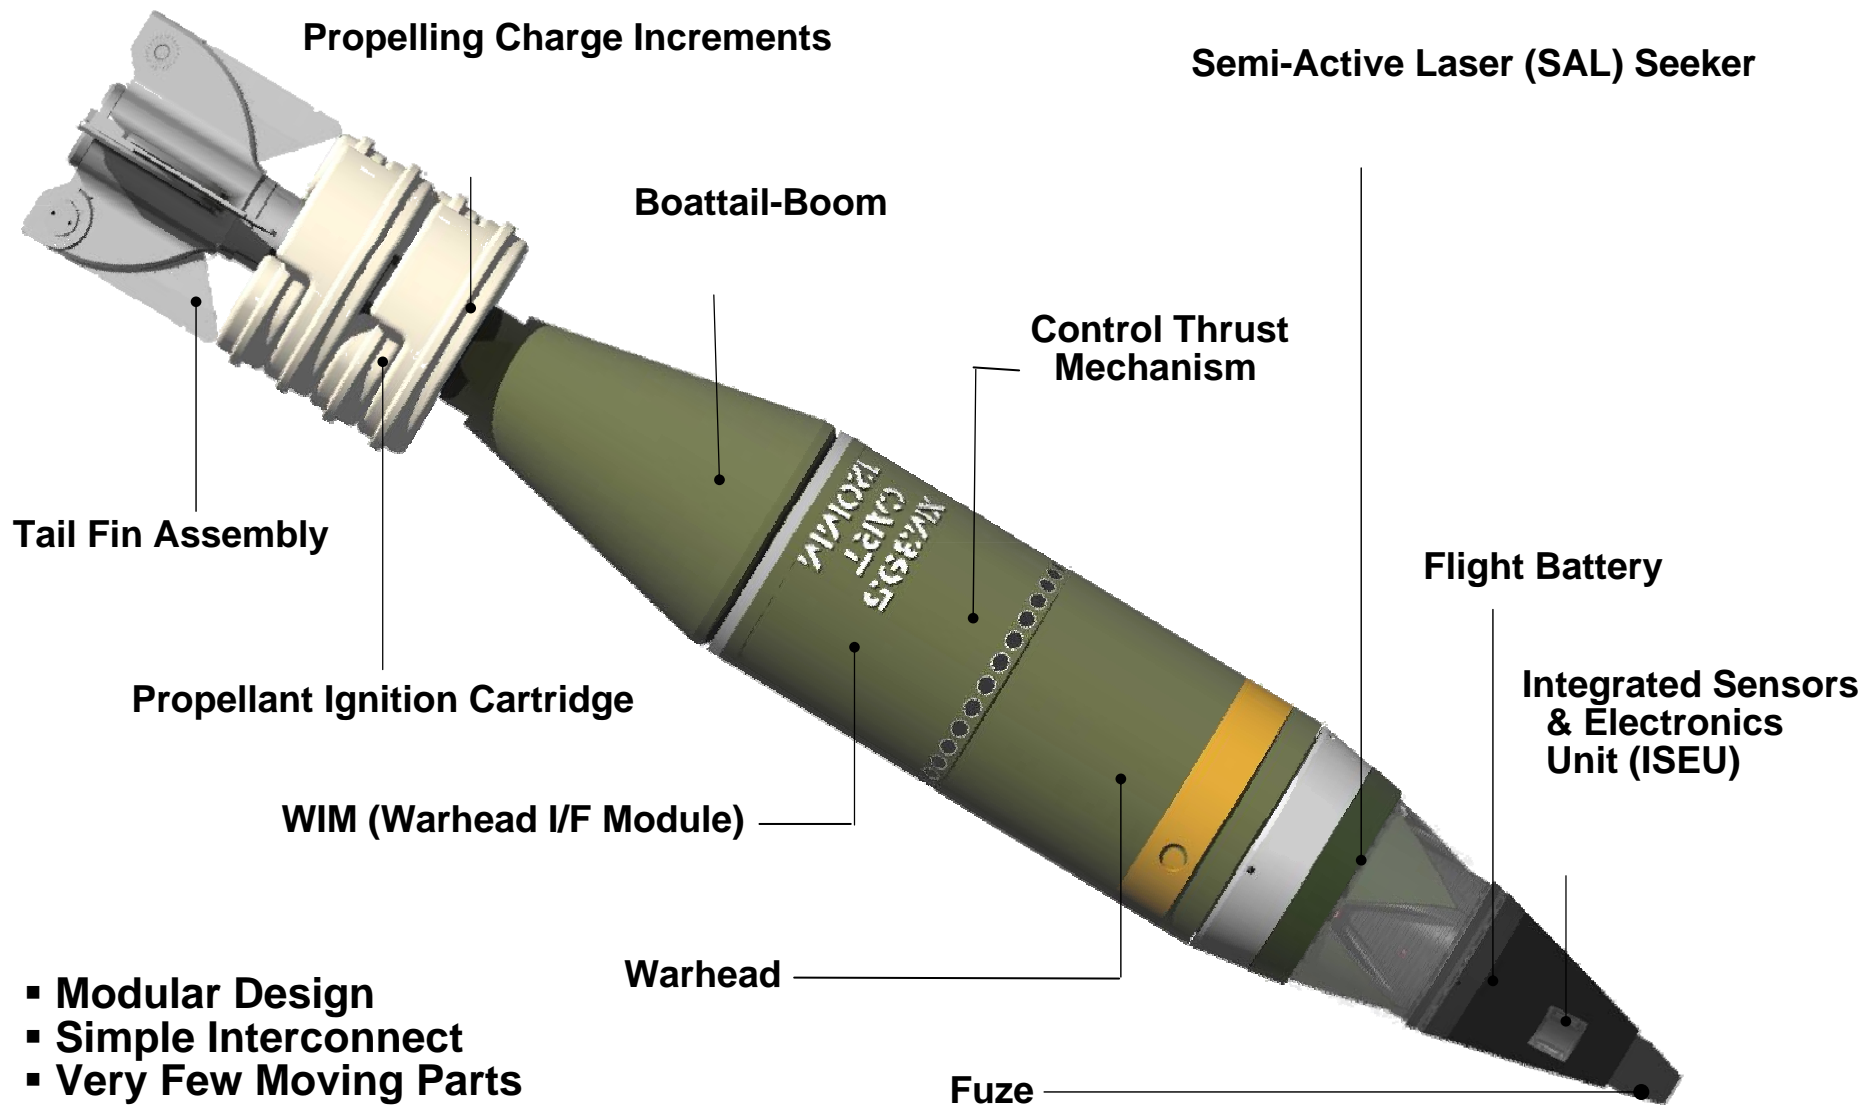 Propelling Charge Increments
Semi-Active Laser (SAL) Seeker
Boattail-Boom
Control Thrust
Mechanism
120MM
CART
XM395
Tail Fin Assembly
Flight Battery
Propellant Ignition Cartridge
Integrated Sensors
& Electronics
Unit (ISEU)
WIM (Warhead I/F Module)
Warhead
▪ Modular Design
▪ Simple Interconnect
▪ Very Few Moving Parts
Fuze